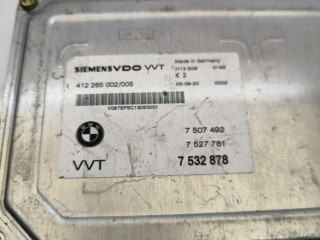 SIEMENS VDO VVT
Made in Germany
412 265 002/005
K 2
BMW
7 507 492
7 527 781
VVT
7 532 878